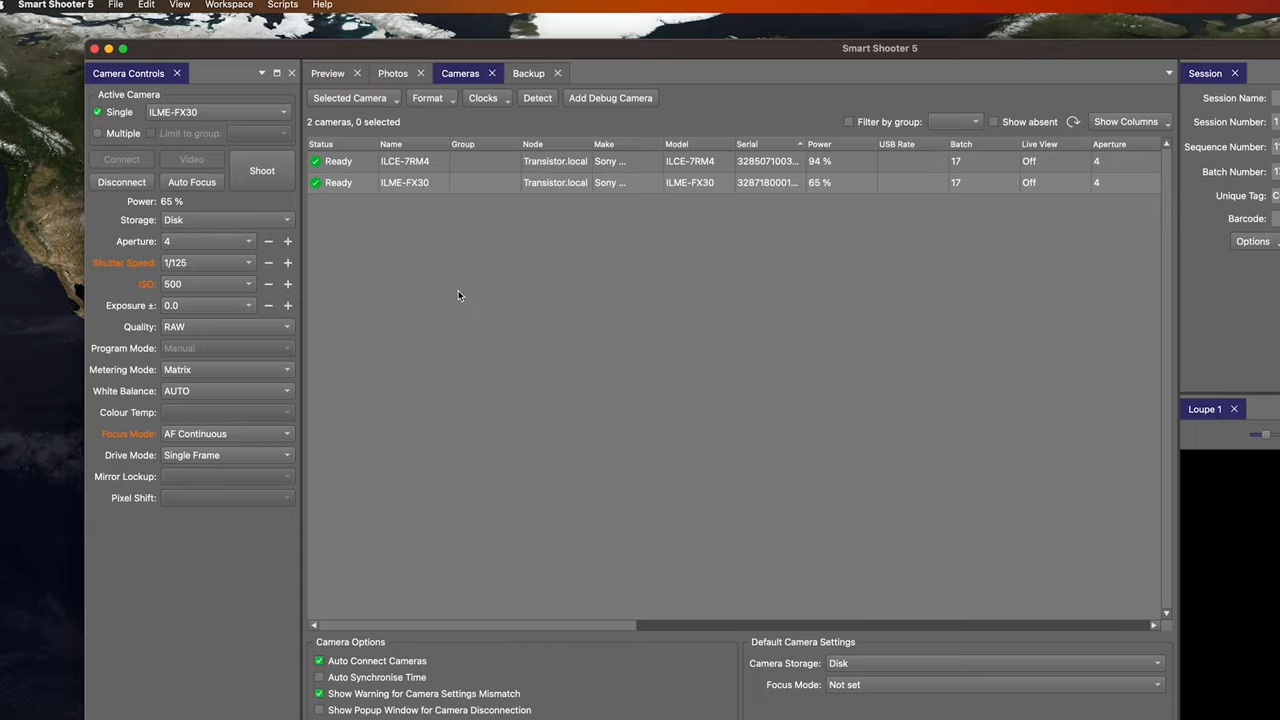 Smart Shooter 5 File Edit View Workspace Scripts Help
Smart Shooter 5
Camera Controls
Active Camera
Single ILME-FX30
Multiple Limit to group:
Connect Video
Shoot
Disconnect Auto Focus
Power: 65 %
Storage: Disk
Aperture: 4
Shutter Speed: 1/125
ISO: 500
Exposure ±: 0.0
Quality: RAW
Program Mode: Manual
Metering Mode: Matrix
White Balance: AUTO
Colour Temp:
Focus Mode: AF Continuous
Drive Mode: Single Frame
Mirror Lockup:
Pixel Shift:
Preview Photos Cameras Backup
Selected Camera Format Clocks Detect Add Debug Camera
2 cameras, 0 selected Filter by group: Show absent Show Columns
Status Name Group Node Make Model Serial Power USB Rate Batch Live View Aperture
Ready ILCE-7RM4 Transistor.local Sony ... ILCE-7RM4 3285071003... 94 % 17 Off 4
Ready ILME-FX30 Transistor.local Sony ... ILME-FX30 3287180001... 65 % 17 Off 4
Camera Options
Auto Connect Cameras
Auto Synchronise Time
Show Warning for Camera Settings Mismatch
Show Popup Window for Camera Disconnection
Default Camera Settings
Camera Storage: Disk
Focus Mode: Not set
Session
Session Name:
Session Number:
Sequence Number:
Batch Number:
Unique Tag:
Barcode:
Options
Loupe 1